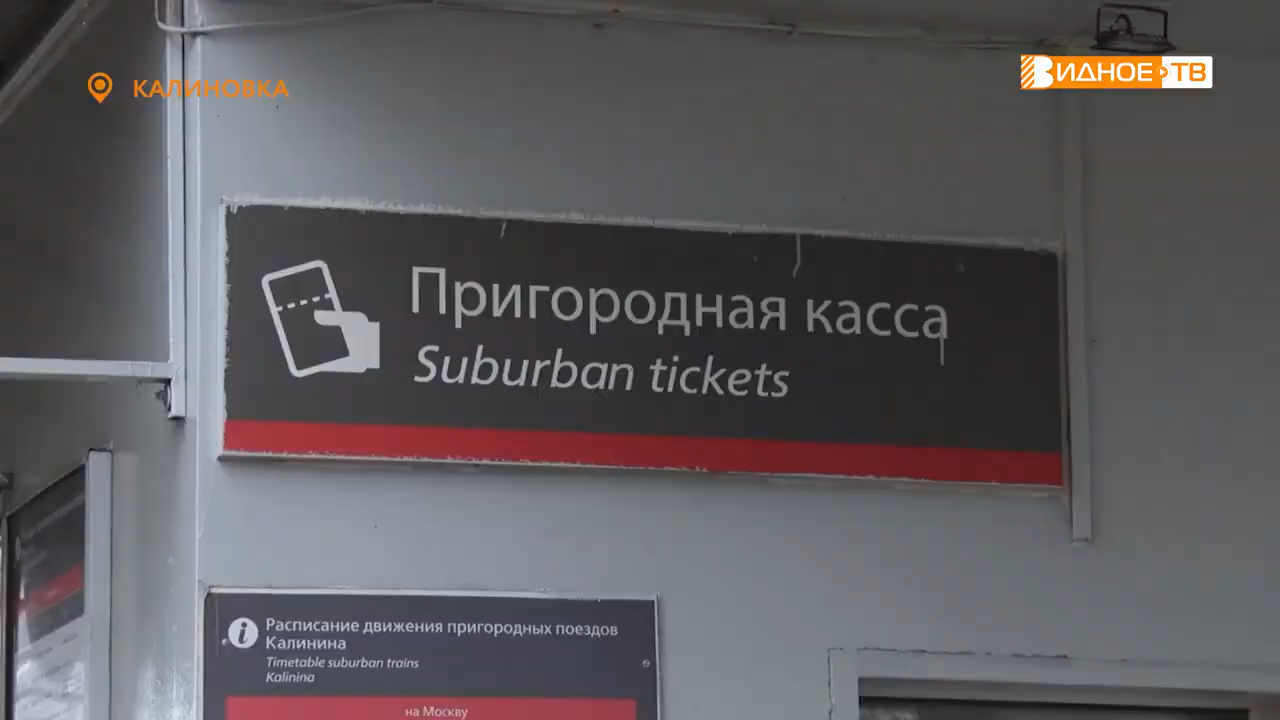 КАЛИНОВКА
ВИДНОЕ ТВ
Пригородная касса
Suburban tickets
Расписание движения пригородных поездов
Калинина
Timetable suburban trains
Kalinina
на Москву